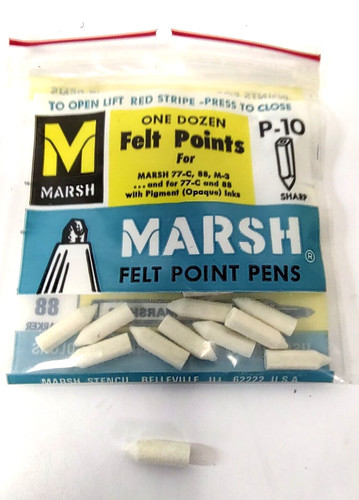 TO OPEN LIFT RED STRIPE-PRESS TO CLOSE
M
MARSH
ONE DOZEN
Felt Points
For
MARSH 77-C, 88, M-3
...and for 77-C and 88
with Pigment (Opaque) Inks
P-10
SHARP
MARSH®
FELT POINT PENS
88
MARSH STENCIL BELLEVILLE, ILL. 62222 U.S.A.